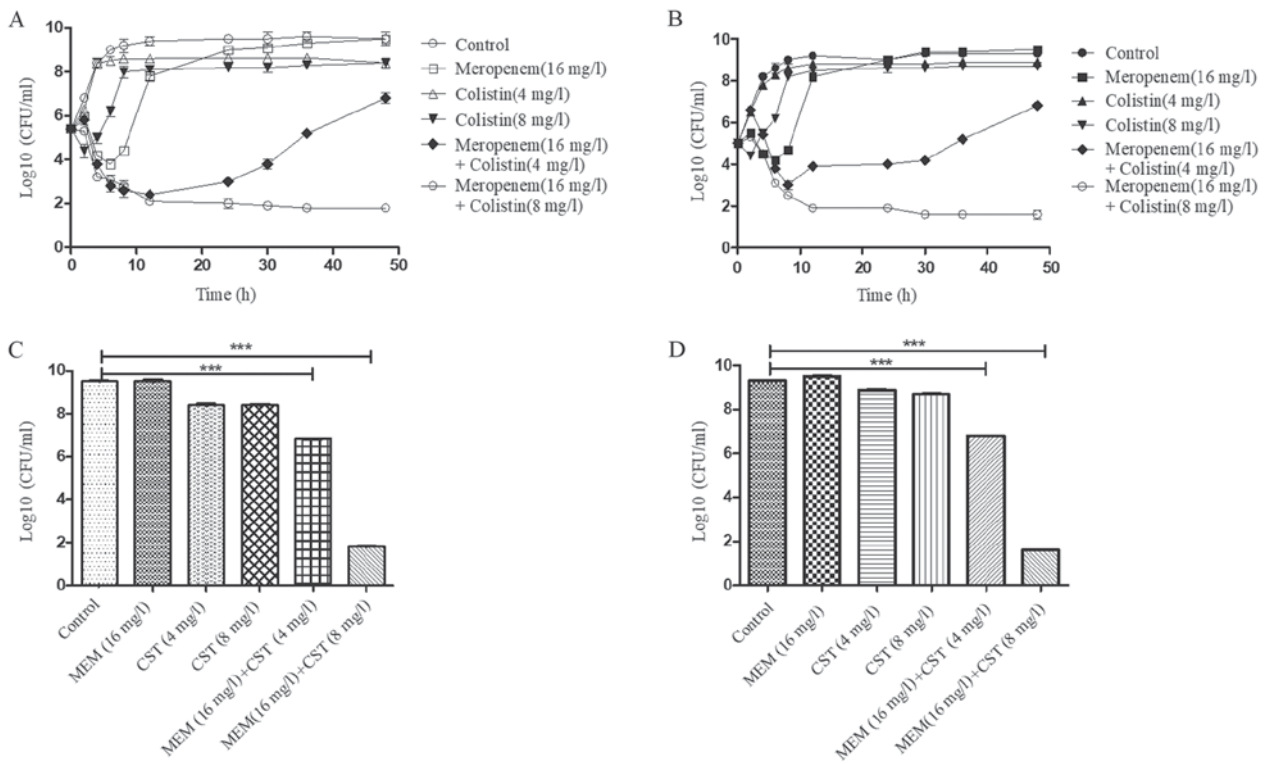 A
Log10 (CFU/ml)
10
8
6
4
2
0
0 10 20 30 40 50
Time (h)
Control
Meropenem(16 mg/l)
Colistin(4 mg/l)
Colistin(8 mg/l)
Meropenem(16 mg/l)
+ Colistin(4 mg/l)
Meropenem(16 mg/l)
+ Colistin(8 mg/l)
B
Log10 (CFU/ml)
10
8
6
4
2
0
0 10 20 30 40 50
Time (h)
Control
Meropenem(16 mg/l)
Colistin(4 mg/l)
Colistin(8 mg/l)
Meropenem(16 mg/l)
+ Colistin(4 mg/l)
Meropenem(16 mg/l)
+ Colistin(8 mg/l)
C
***
***
Log10 (CFU/ml)
10
8
6
4
2
0
Control
MEM (16 mg/l)
CST (4 mg/l)
CST (8 mg/l)
MEM (16 mg/l)+CST (4 mg/l)
MEM(16 mg/l)+CST (8 mg/l)
D
***
***
Log10 (CFU/ml)
10
8
6
4
2
0
Control
MEM (16 mg/l)
CST (4 mg/l)
CST (8 mg/l)
MEM (16 mg/l)+CST (4 mg/l)
MEM(16 mg/l)+CST (8 mg/l)